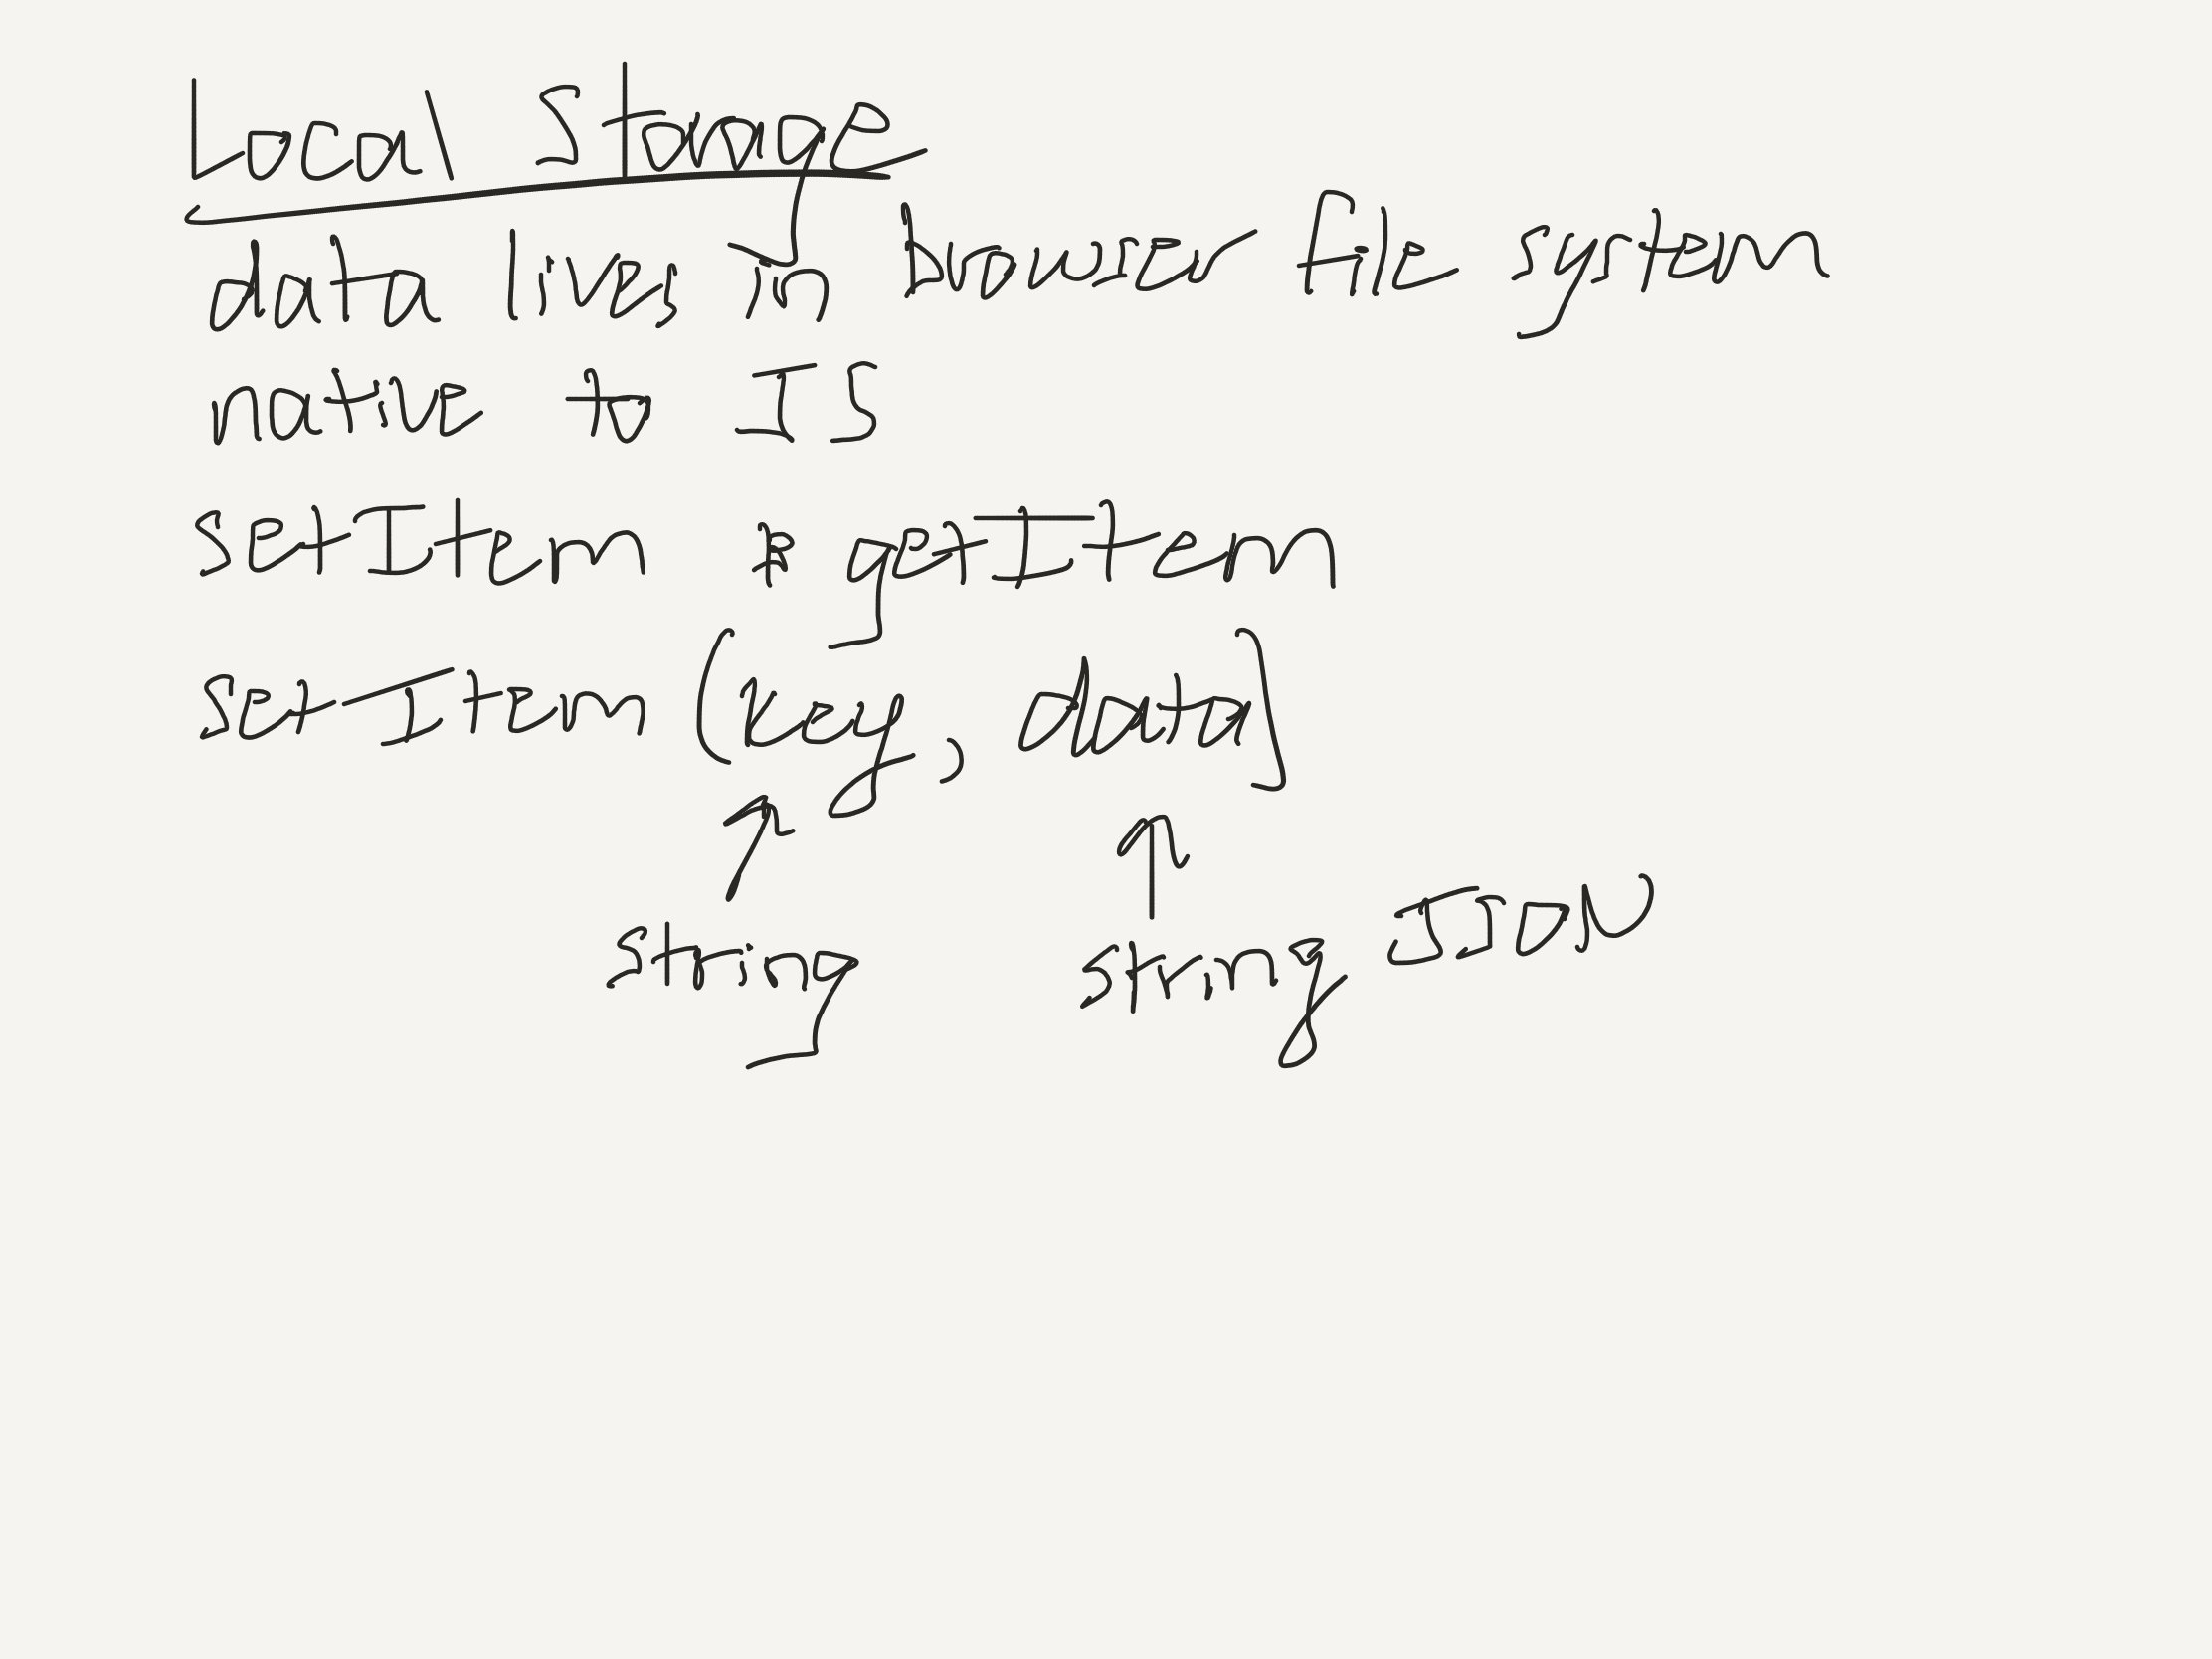 Local Storage
data lives in browser file system
native to JS
setItem & getItem
setItem (key, data)
string string JSON